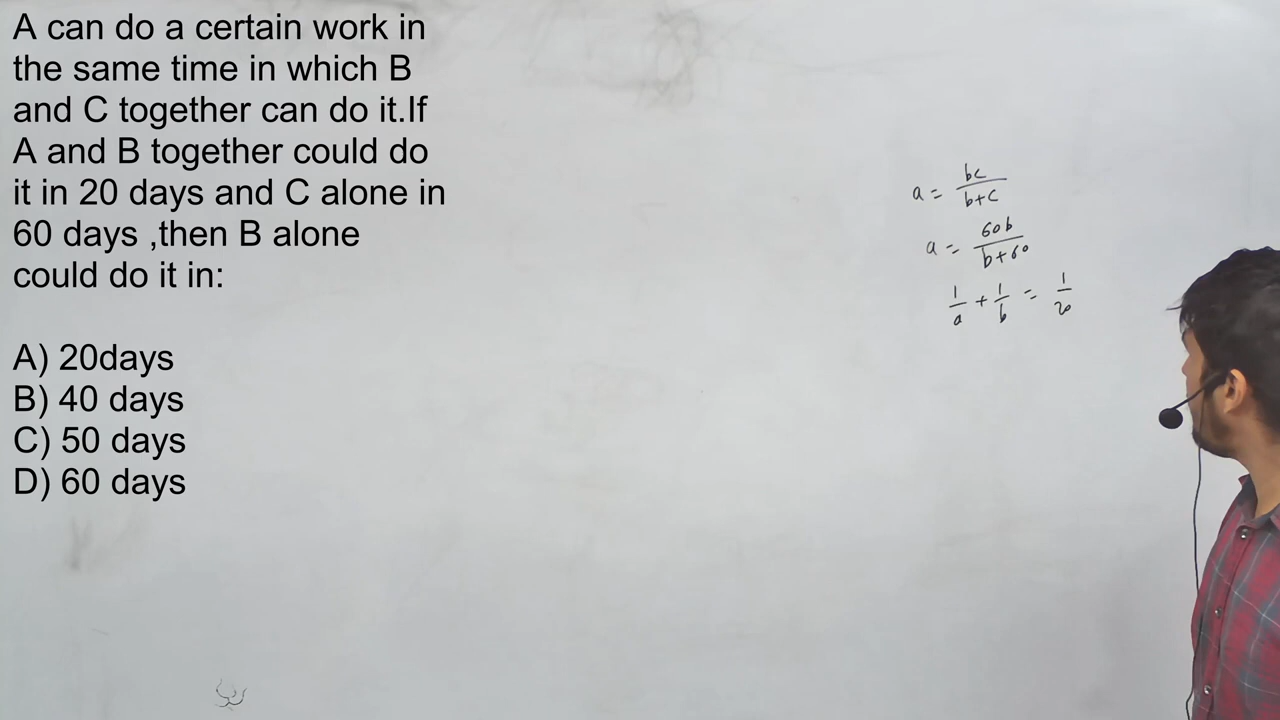 A can do a certain work in
the same time in which B
and C together can do it.If
A and B together could do
it in 20 days and C alone in
60 days ,then B alone
could do it in:
A) 20days
B) 40 days
C) 50 days
D) 60 days
a = bc/b+c
a = 60b/b+60
1/a + 1/b = 1/20